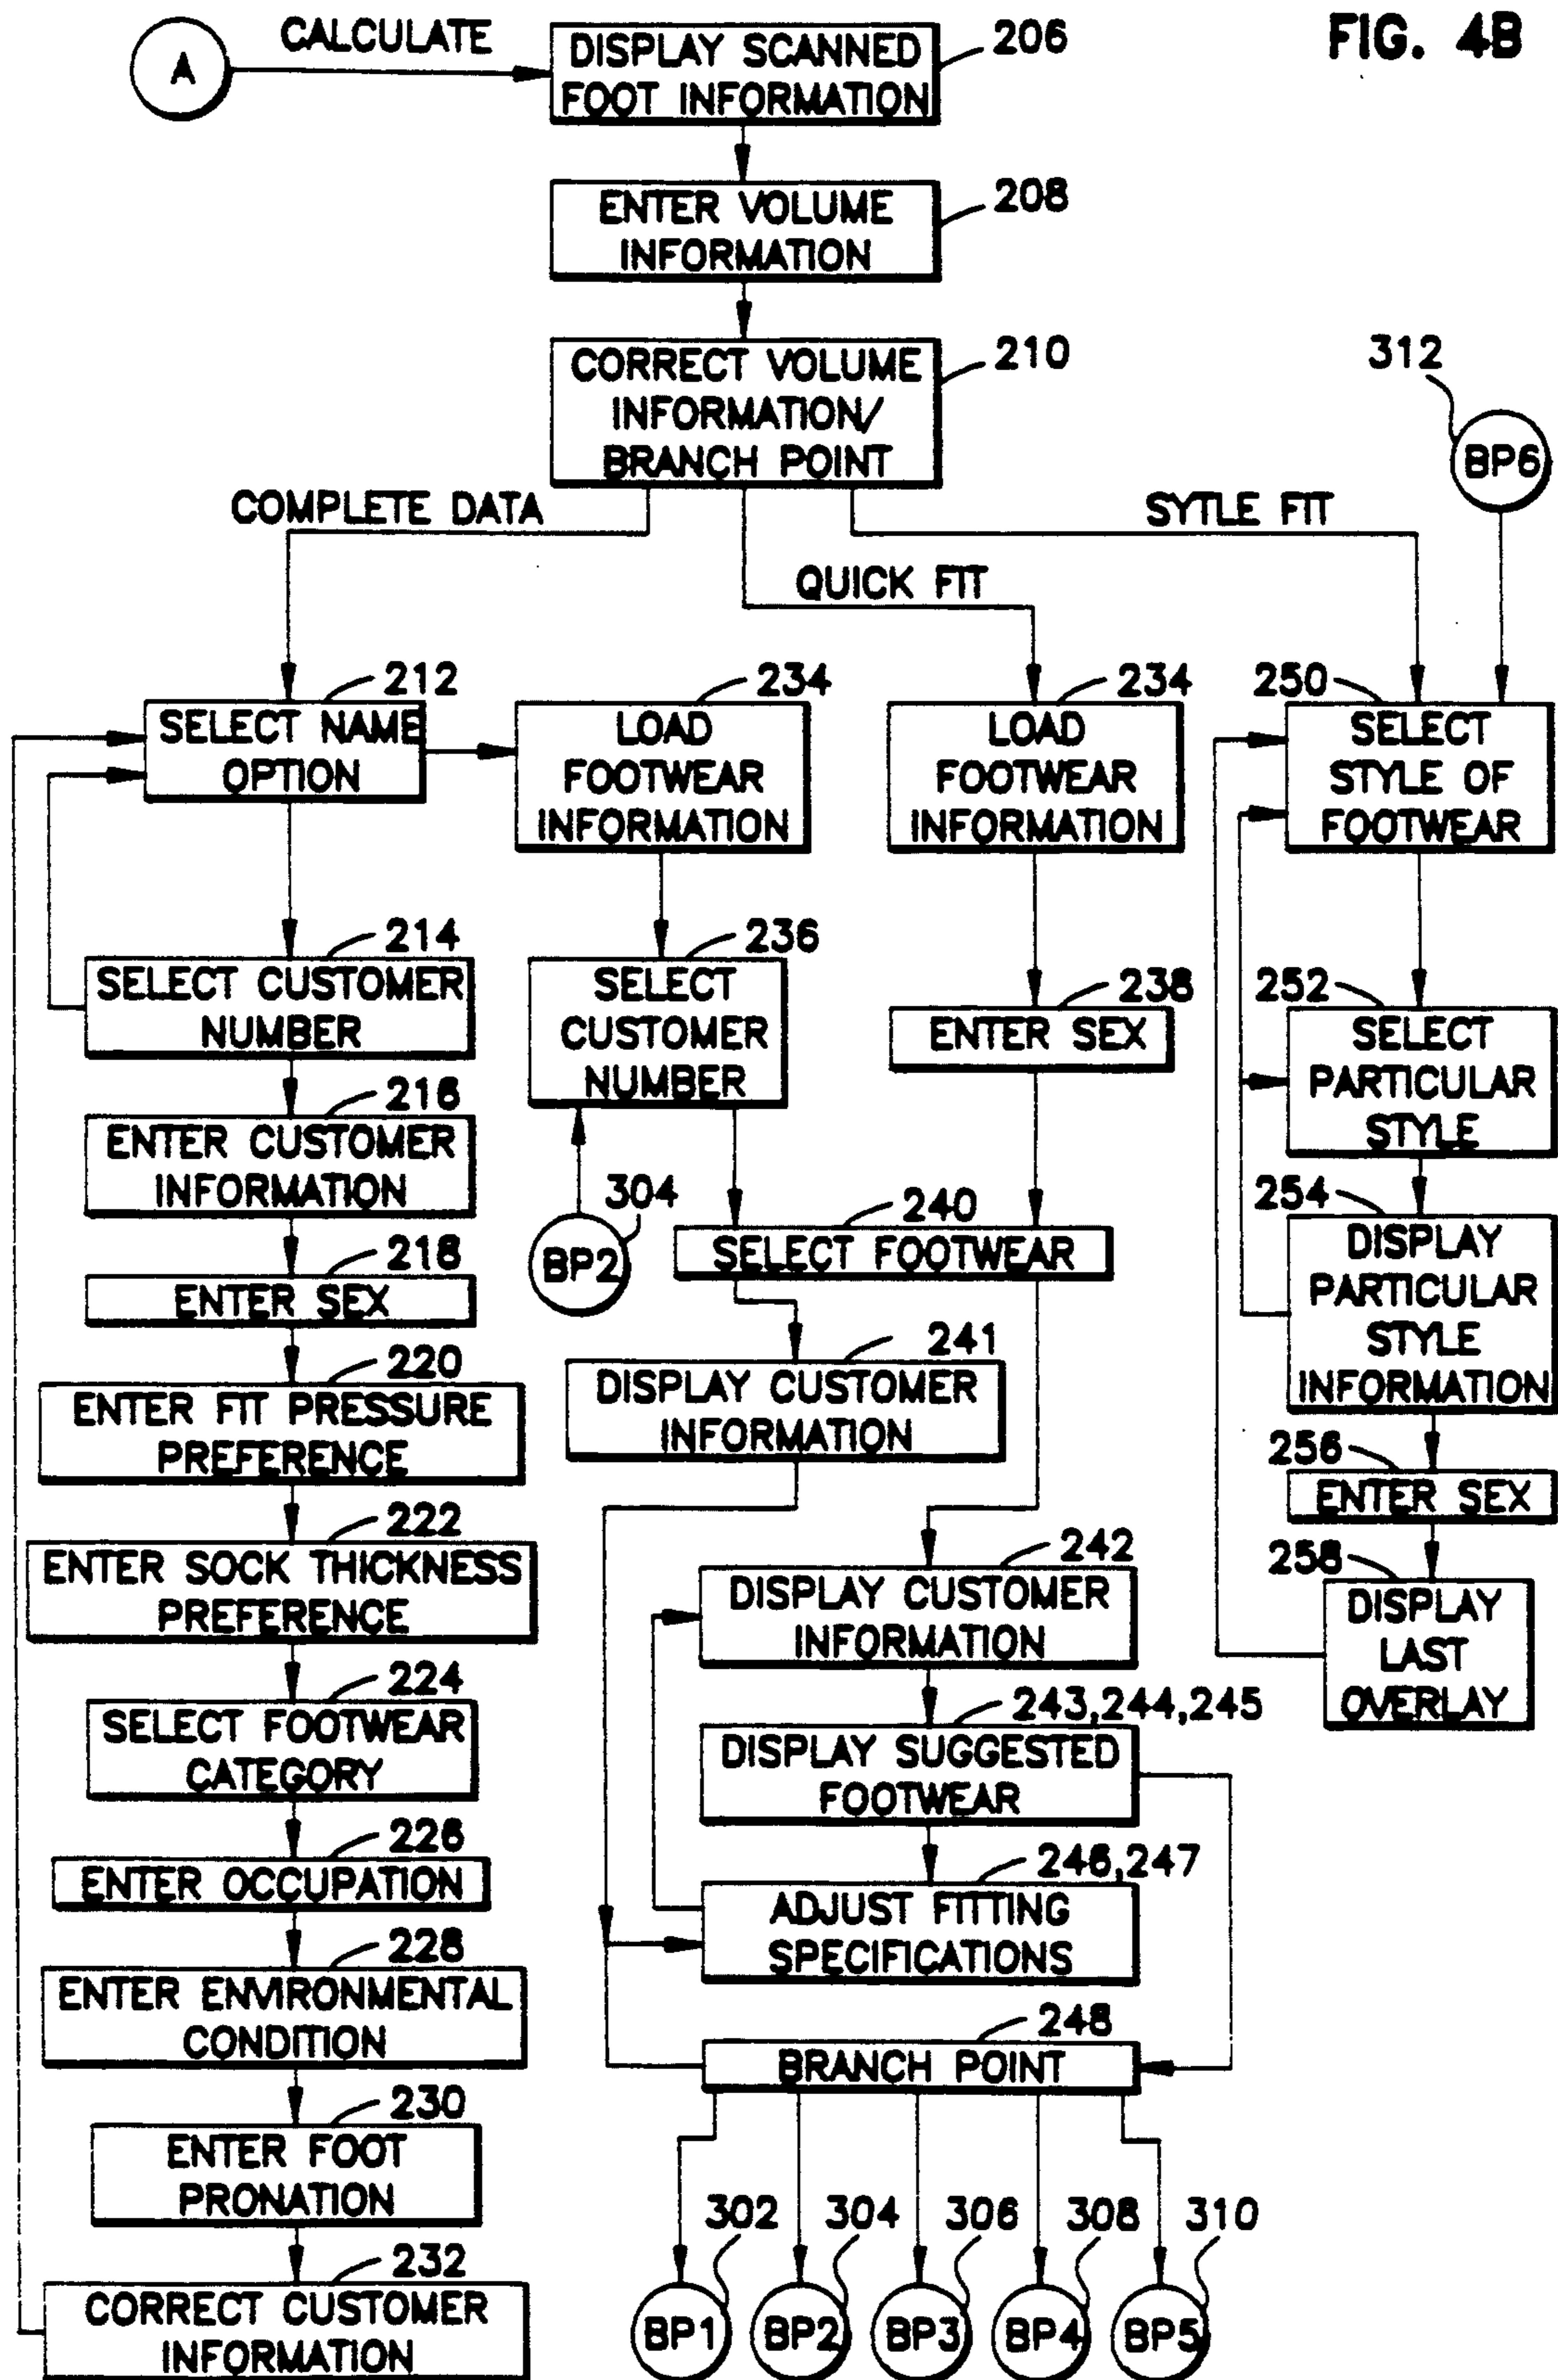 FIG. 4B
A
CALCULATE
DISPLAY SCANNED
FOOT INFORMATION
206
ENTER VOLUME
INFORMATION
208
CORRECT VOLUME
INFORMATION/
BRANCH POINT
210
312
BP6
COMPLETE DATA
QUICK FIT
SYTLE FIT
212
SELECT NAME
OPTION
214
SELECT CUSTOMER
NUMBER
216
ENTER CUSTOMER
INFORMATION
218
ENTER SEX
220
ENTER FIT PRESSURE
PREFERENCE
222
ENTER SOCK THICKNESS
PREFERENCE
224
SELECT FOOTWEAR
CATEGORY
226
ENTER OCCUPATION
228
ENTER ENVIRONMENTAL
CONDITION
230
ENTER FOOT
PRONATION
232
CORRECT CUSTOMER
INFORMATION
234
LOAD
FOOTWEAR
INFORMATION
236
SELECT
CUSTOMER
NUMBER
304
BP2
234
LOAD
FOOTWEAR
INFORMATION
238
ENTER SEX
240
SELECT FOOTWEAR
241
DISPLAY CUSTOMER
INFORMATION
242
DISPLAY CUSTOMER
INFORMATION
243,244,245
DISPLAY SUGGESTED
FOOTWEAR
246,247
ADJUST FITTING
SPECIFICATIONS
248
BRANCH POINT
302
BP1
304
BP2
306
BP3
308
BP4
310
BP5
250
SELECT
STYLE OF
FOOTWEAR
252
SELECT
PARTICULAR
STYLE
254
DISPLAY
PARTICULAR
STYLE
INFORMATION
256
ENTER SEX
258
DISPLAY
LAST
OVERLAY